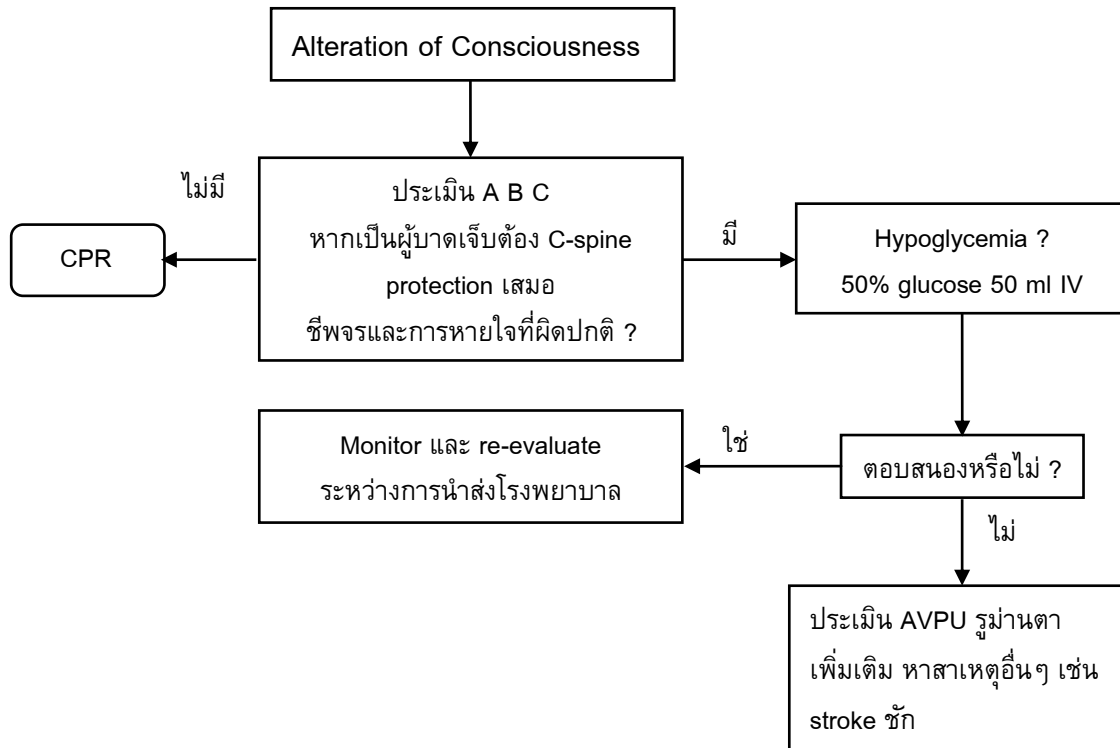 Alteration of Consciousness
ไม่มี
ประเมิน A B C
หากเป็นผู้บาดเจ็บต้อง C-spine
protection เสมอ
ชีพจรและการหายใจที่ผิดปกติ ?
CPR
มี
Hypoglycemia ?
50% glucose 50 ml IV
Monitor และ re-evaluate
ระหว่างการนำส่งโรงพยาบาล
ใช่
ตอบสนองหรือไม่ ?
ไม่
ประเมิน AVPU รูม่านตา
เพิ่มเติม หาสาเหตุอื่นๆ เช่น
stroke ชัก